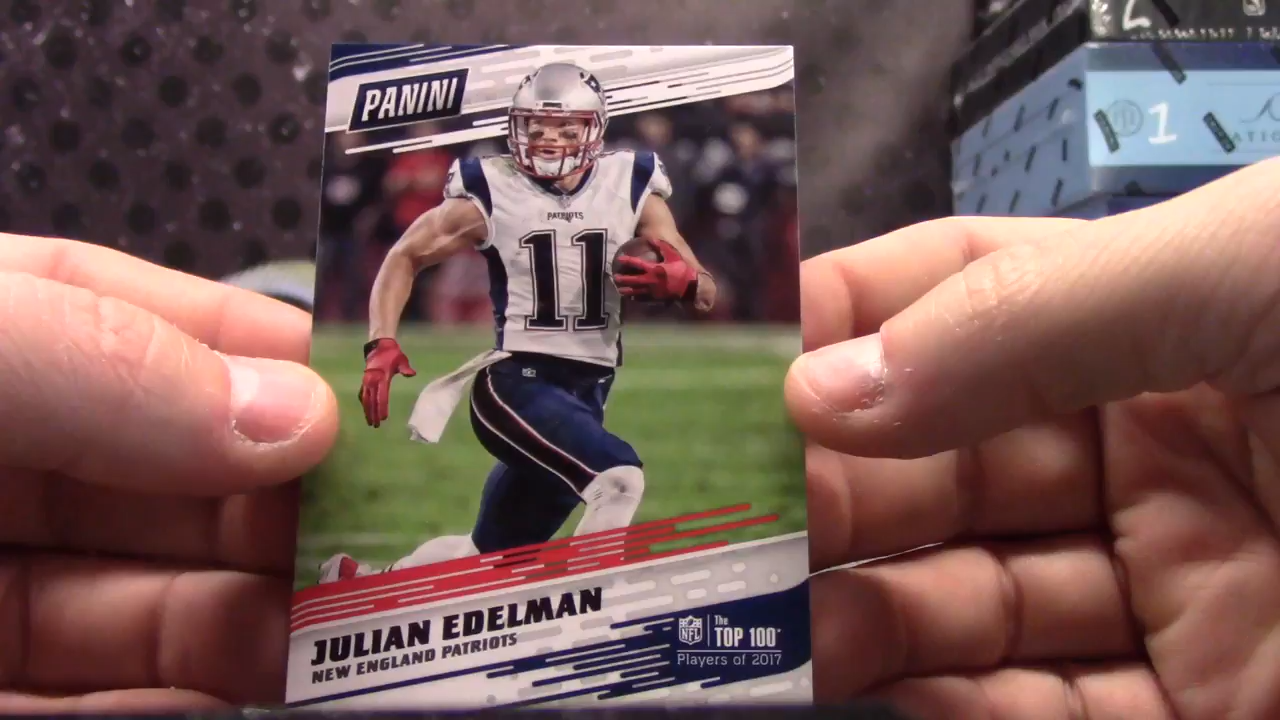 PANINI
PATRIOTS
11
JULIAN EDELMAN
NEW ENGLAND PATRIOTS
NFL
The
TOP 100
Players of 2017
1